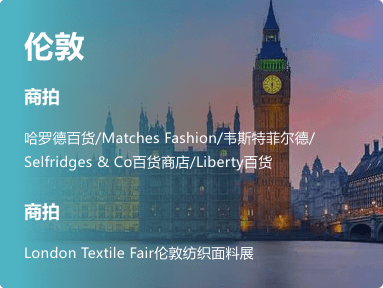 伦敦
商拍
哈罗德百货/Matches Fashion/韦斯特菲尔德/
Selfridges & Co百货商店/Liberty百货
商拍
London Textile Fair伦敦纺织面料展